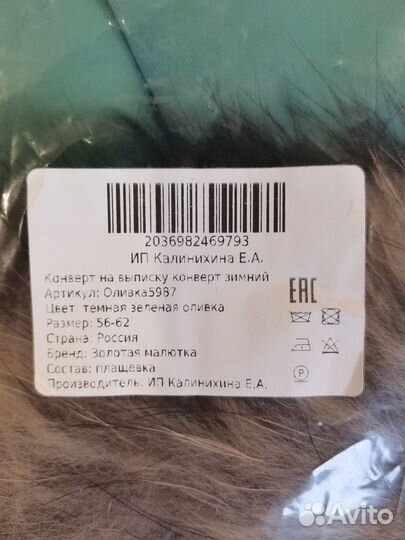 2036982469793
ИП Калинихина Е.А.
Конверт на выписку конверт зимний
Артикул: Оливка5987
Цвет: темная зеленая оливка
Размер: 56-62
Страна: Россия
Бренд: Золотая малютка
Состав: плащевка
Производитель: ИП Калинихина Е.А.
EAC
P
Avito